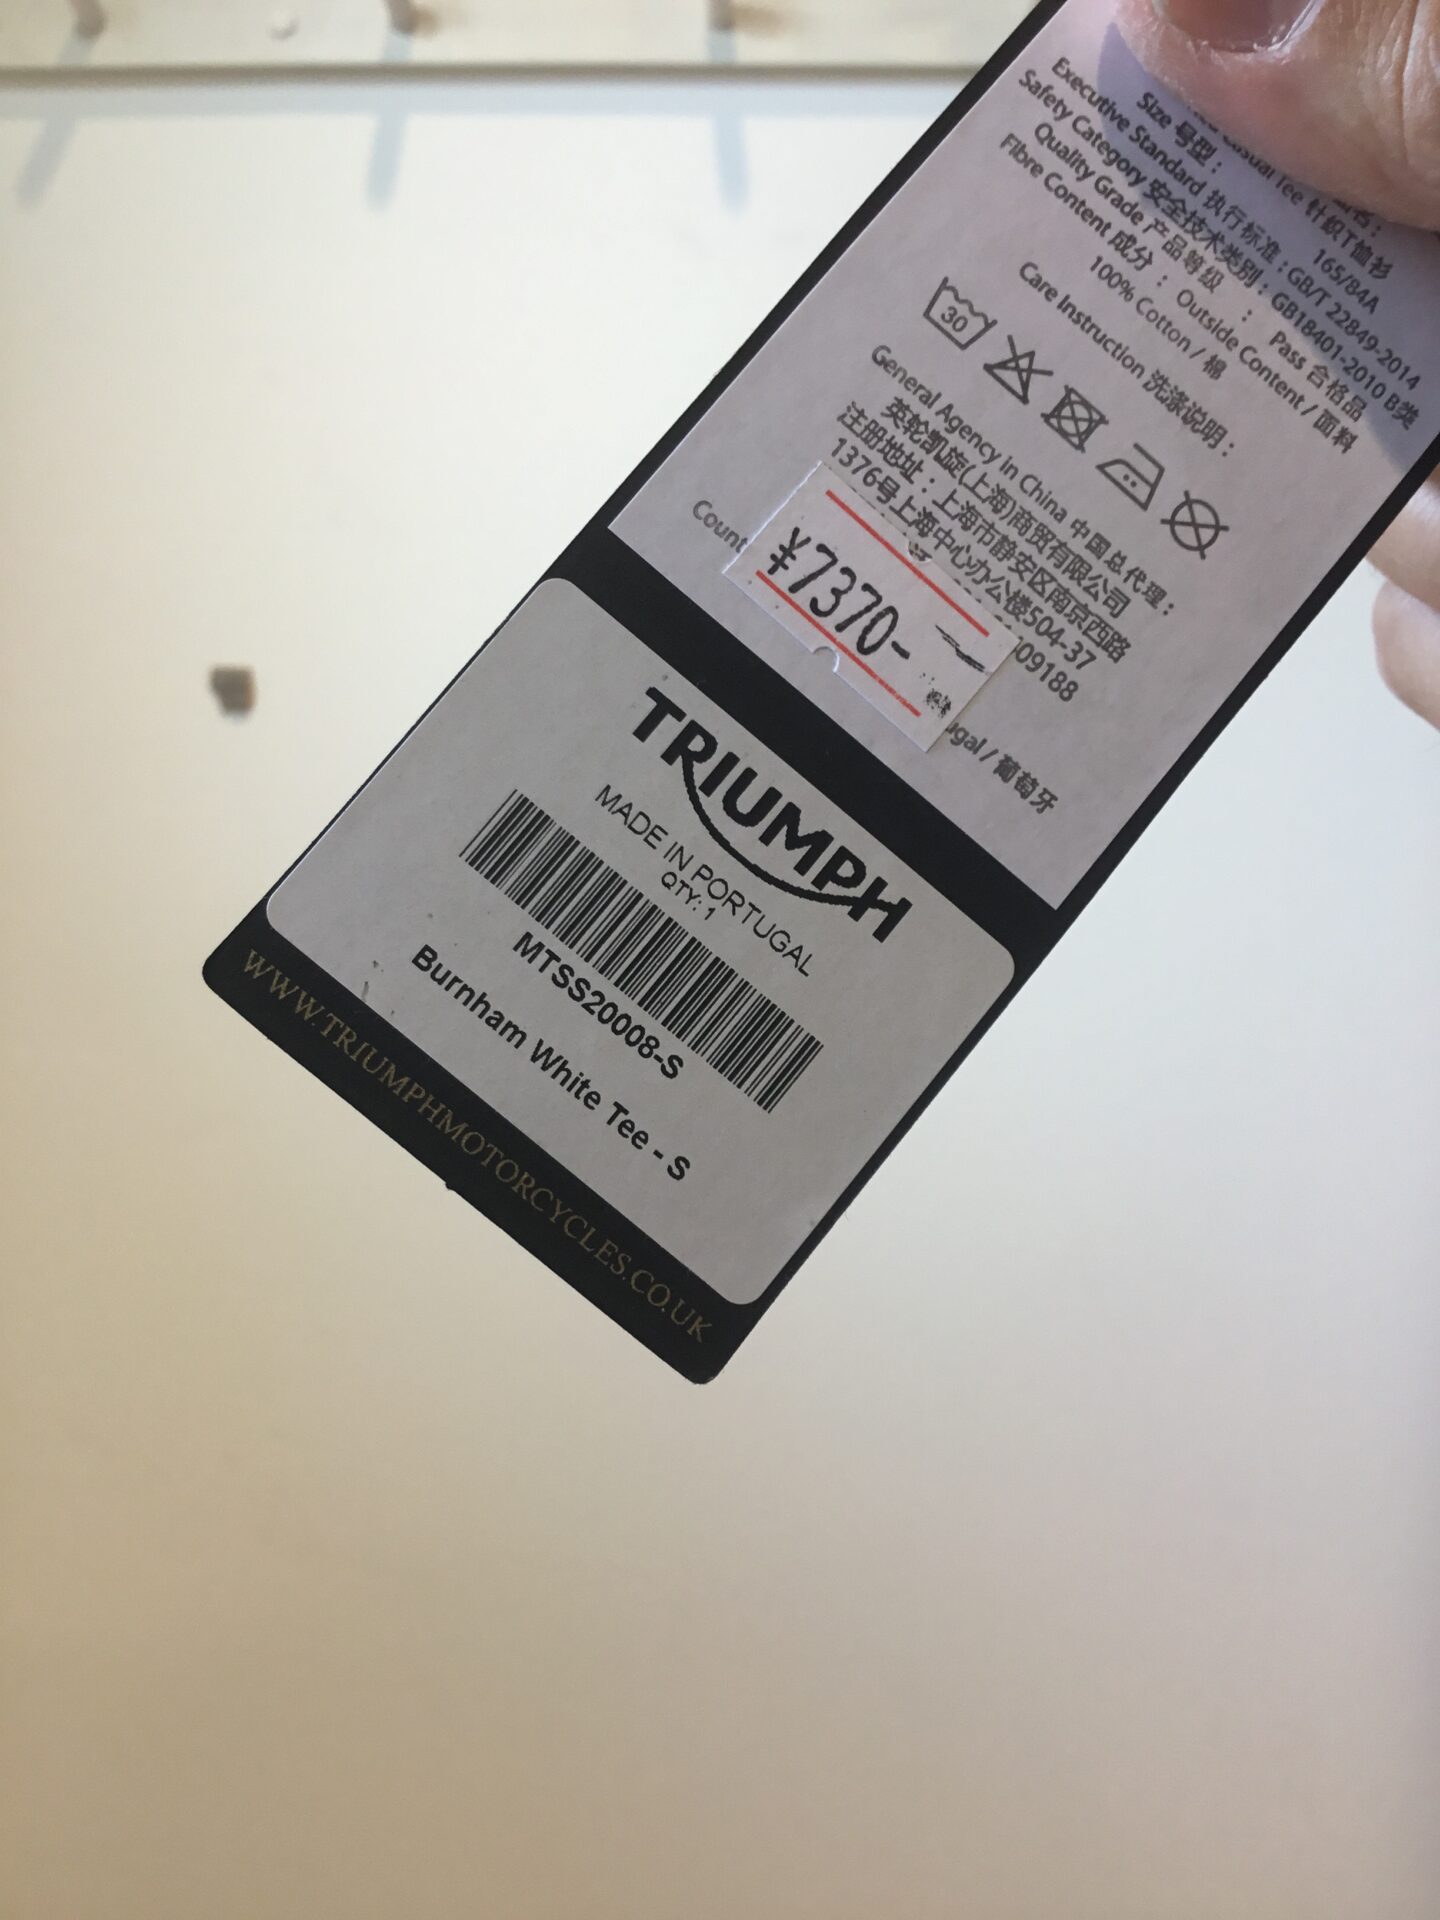 Casual Tee 针织T恤衫
Size 号型： 165/84A
Executive Standard 执行标准：GB/T 22849-2014
Safety Category 安全技术类别：GB18401-2010 B类
Quality Grade 产品等级 ： Pass 合格品
Fibre Content 成分 ： Outside Content / 面料
100% Cotton / 棉
Care Instruction 洗涤说明：
30
General Agency in China 中国总代理：
英轮凯旋(上海)商贸有限公司
注册地址：上海市静安区南京西路
1376号上海中心办公楼504-37
09188
¥7370-
葡萄牙
TRIUMPH
MADE IN PORTUGAL
QTY: 1
MTSS20008-S
Burnham White Tee - S
WWW.TRIUMPHMOTORCYCLES.CO.UK